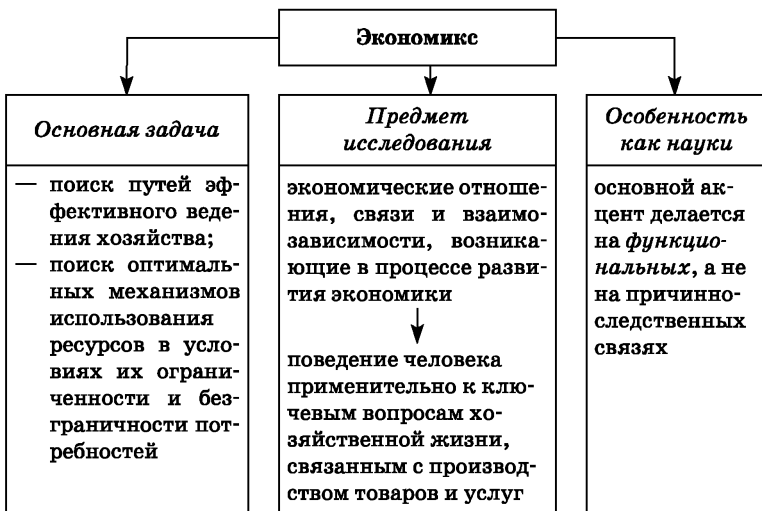 Экономикс
Основная задача
— поиск путей эф-
фективного веде-
ния хозяйства;
— поиск оптималь-
ных механизмов
использования
ресурсов в усло-
виях их ограни-
ченности и без-
граничности пот-
ребностей
Предмет
исследования
экономические отноше-
ния, связи и взаимо-
зависимости, возника-
ющие в процессе разви-
тия экономики
поведение человека
применительно к клю-
чевым вопросам хо-
зяйственной жизни,
связанным с производ-
ством товаров и услуг
Особенность
как науки
основной ак-
цент делается
на функцио-
нальных, а не
на причинно-
следственных
связях